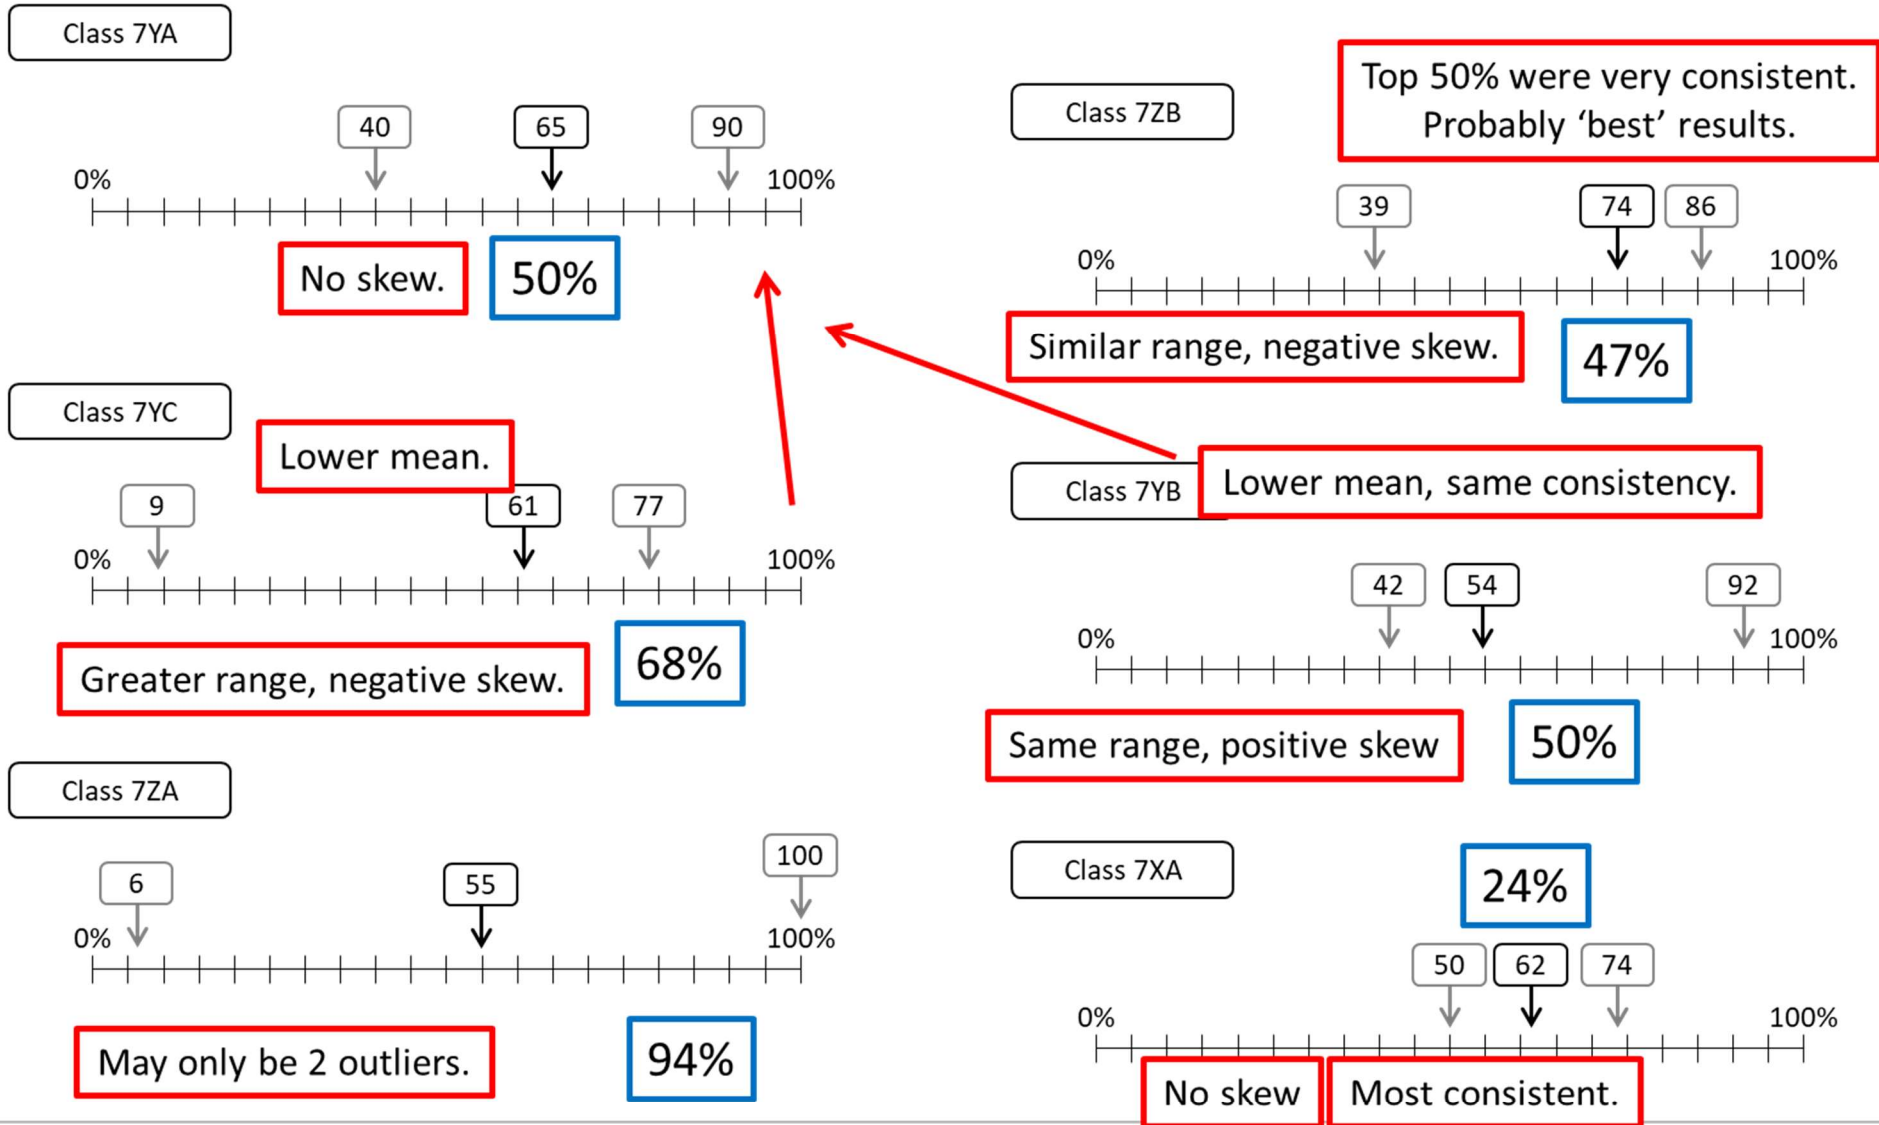 Class 7YA
40
65
90
0%
100%
No skew.
50%
Class 7YC
Lower mean.
9
61
77
0%
100%
Greater range, negative skew.
68%
Class 7ZA
6
55
100
0%
100%
May only be 2 outliers.
94%
Top 50% were very consistent.
Probably ‘best’ results.
Class 7ZB
39
74
86
0%
100%
Similar range, negative skew.
47%
Class 7YB
Lower mean, same consistency.
42
54
92
0%
100%
Same range, positive skew
50%
Class 7XA
24%
50
62
74
0%
100%
No skew
Most consistent.